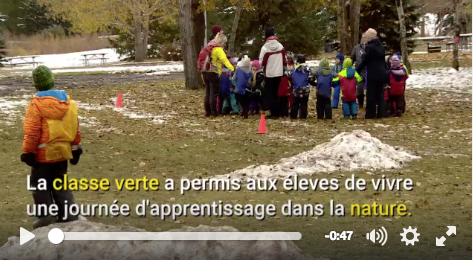 La classe verte a permis aux élèves de vivre
une journée d'apprentissage dans la nature.
-0:47